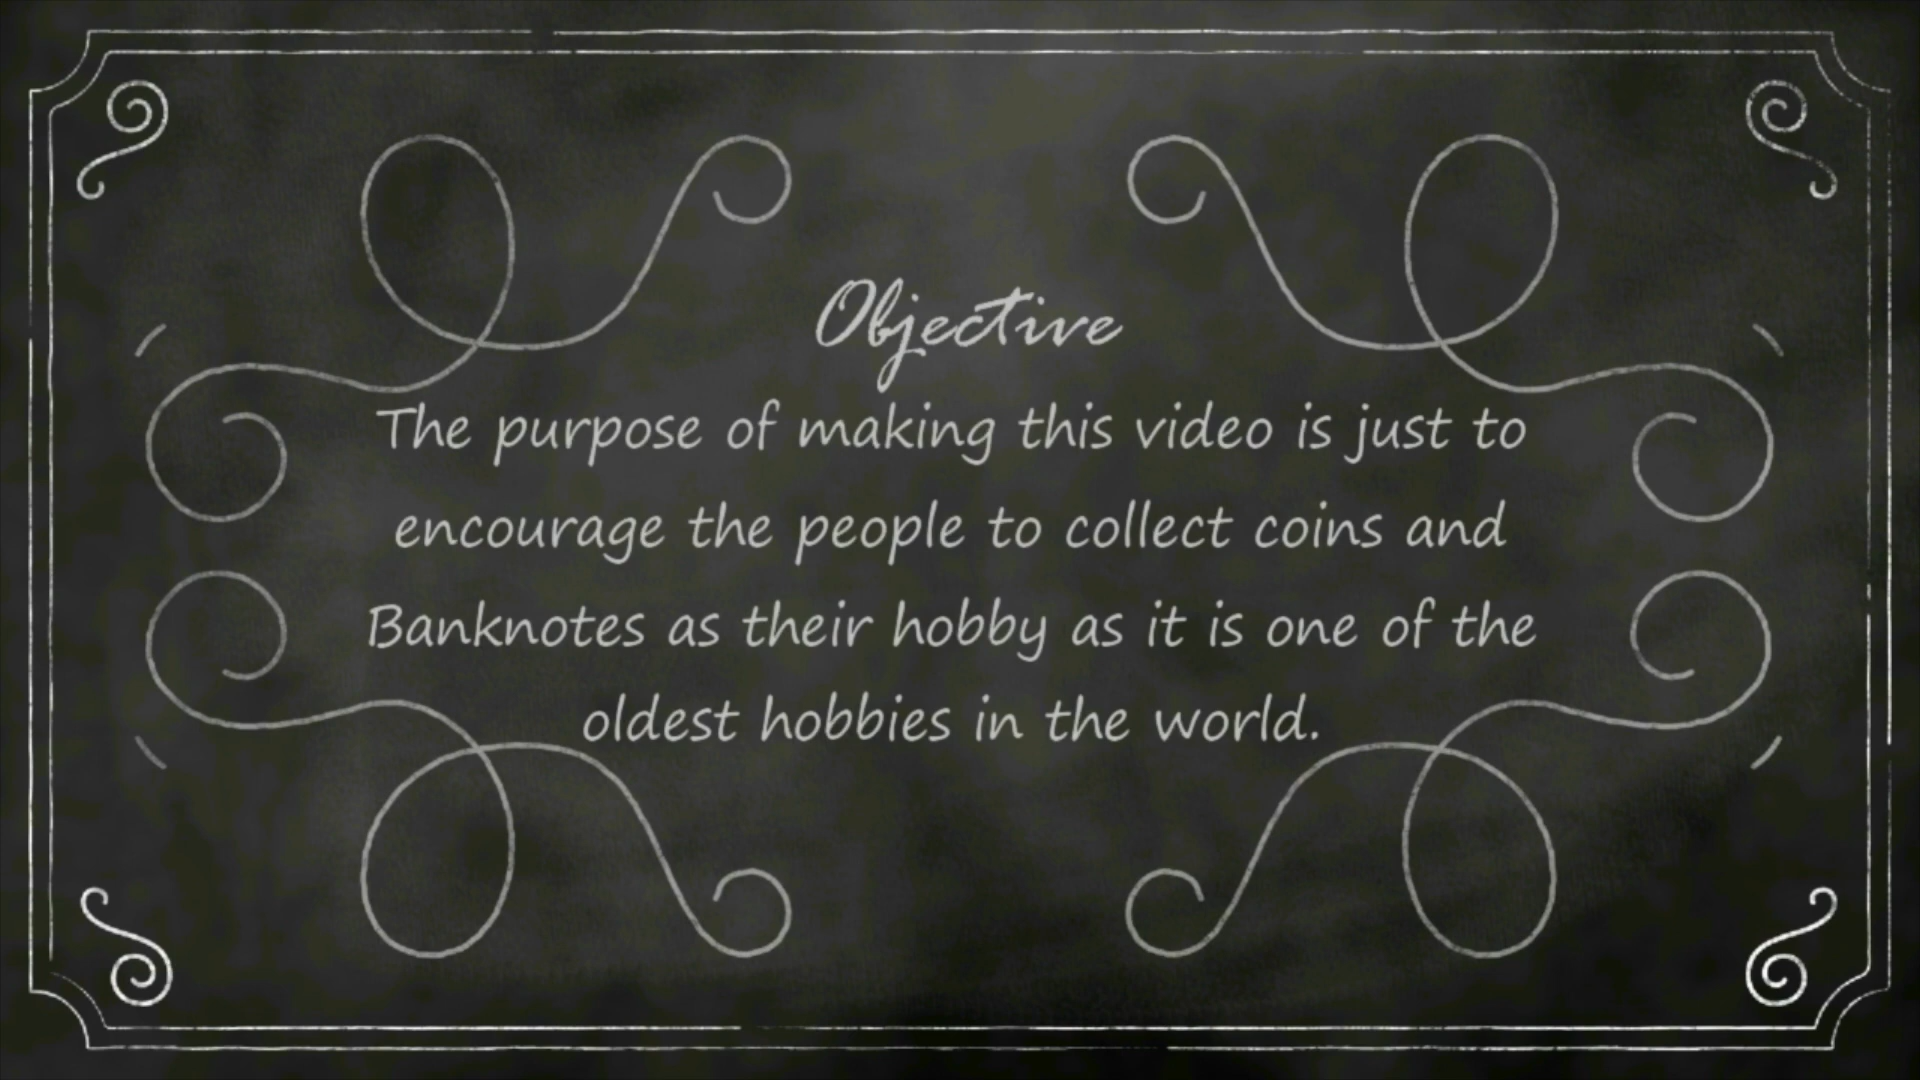 Objective
The purpose of making this video is just to
encourage the people to collect coins and
Banknotes as their hobby as it is one of the
oldest hobbies in the world.